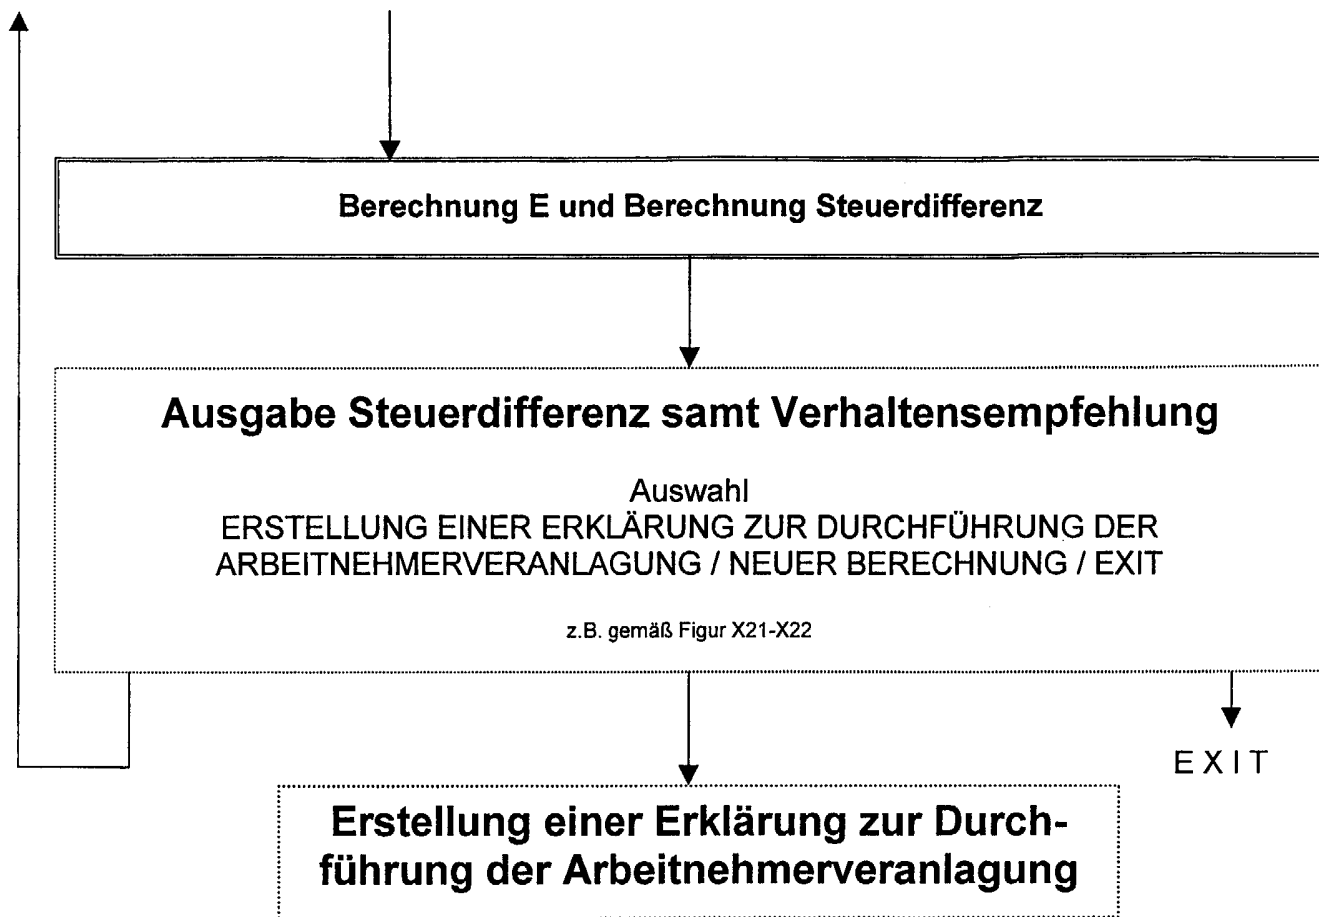 Berechnung E und Berechnung Steuerdifferenz
Ausgabe Steuerdifferenz samt Verhaltensempfehlung
Auswahl
ERSTELLUNG EINER ERKLÄRUNG ZUR DURCHFÜHRUNG DER
ARBEITNEHMERVERANLAGUNG / NEUER BERECHNUNG / EXIT
z.B. gemäß Figur X21-X22
EXIT
Erstellung einer Erklärung zur Durch-
führung der Arbeitnehmerveranlagung